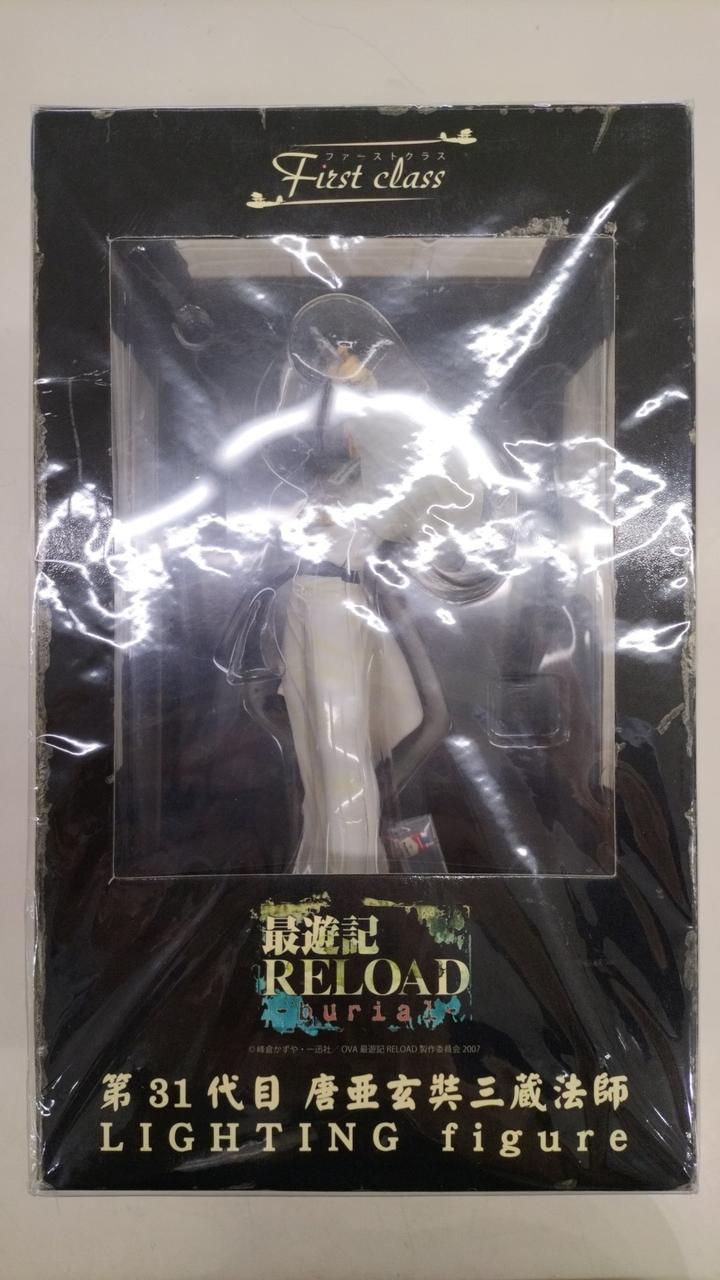 ファーストクラス
First class
最遊記
RELOAD
-burial-
© 峰倉かずや・一迅社／OVA 最遊記 RELOAD 製作委員会 2007
第 31 代目 唐亜玄奘三蔵法師
LIGHTING figure